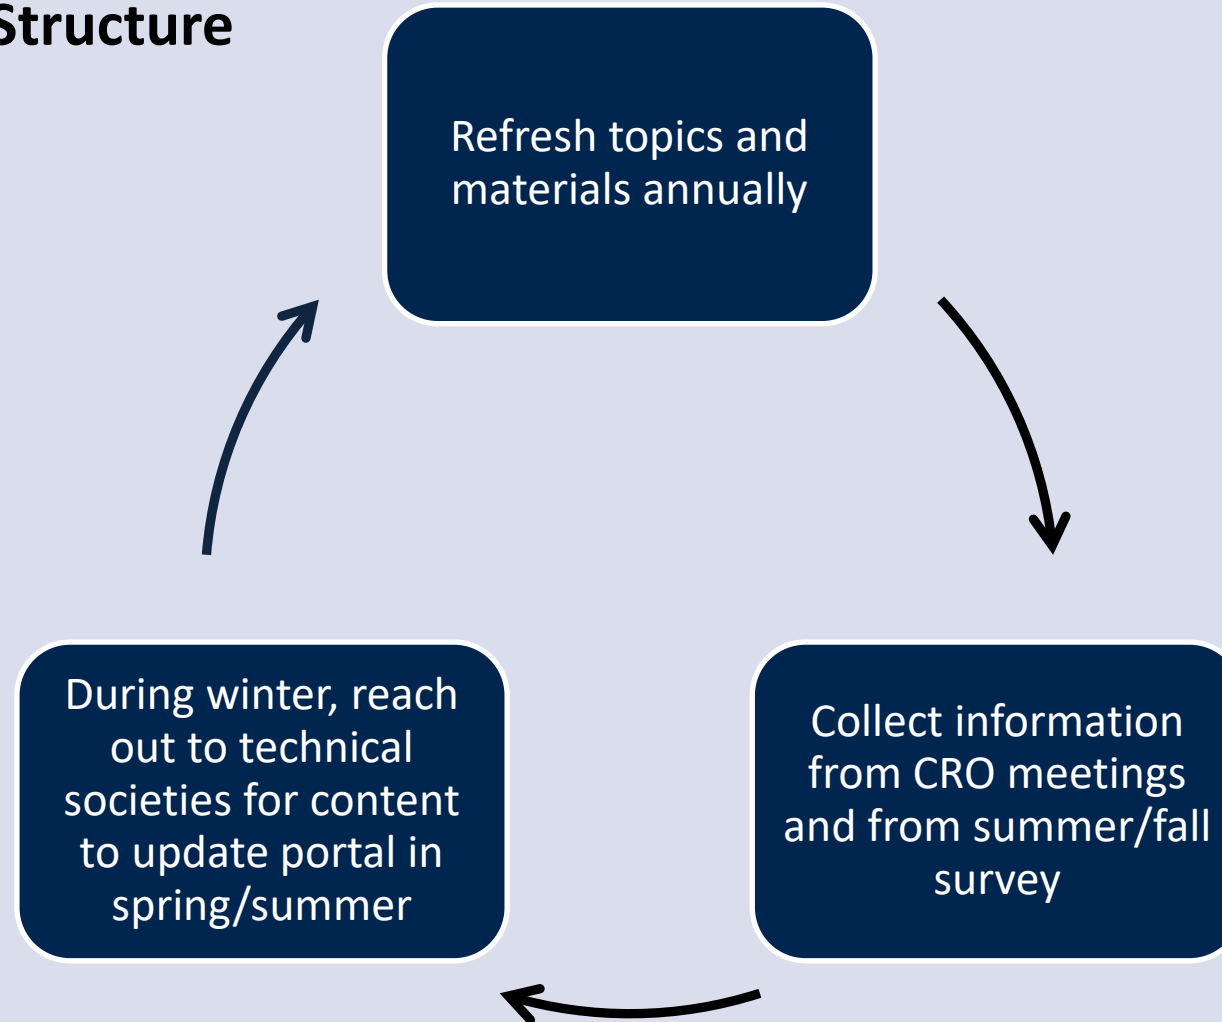 Structure
Refresh topics and
materials annually
During winter, reach
out to technical
societies for content
to update portal in
spring/summer
Collect information
from CRO meetings
and from summer/fall
survey